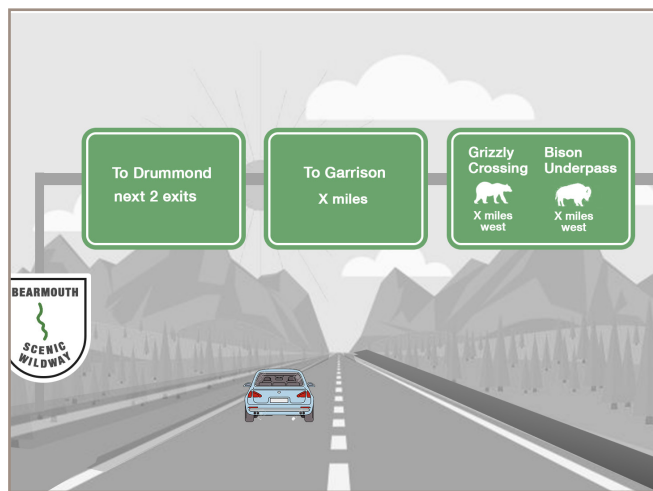 To Drummond
next 2 exits
To Garrison
X miles
Grizzly
Crossing
X miles
west
Bison
Underpass
X miles
west
BEARMOUTH
SCENIC
WILDWAY